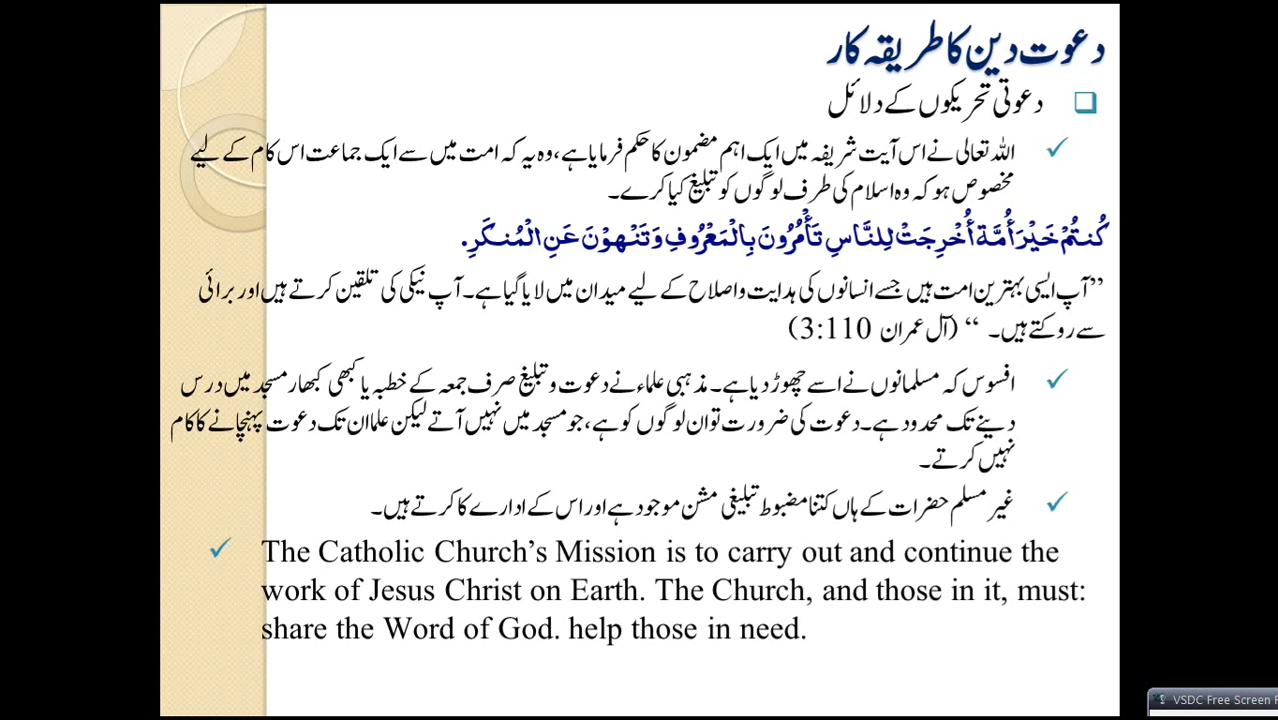 دعوت دین کا طریقہ کار
دعوتی تحریکوں کے دلائل
اللہ تعالی نے اس آیت شریفہ میں ایک اہم مضمون کا حکم فرمایا ہے، وہ یہ کہ امت میں سے ایک جماعت اس کام کے لیے
مخصوص ہو کہ وہ اسلام کی طرف لوگوں کو تبلیغ کیا کرے۔
كُنتُمْ خَيْرَ أُمَّة أُخْرِجَتْ لِلنَّاسِ تَأْمُرُونَ بِالْمَعْرُوفِ وَتَنْهوْنَ عَنِ الْمُنكَرِ.
”آپ ایسی بہترین امت ہیں جسے انسانوں کی ہدایت و اصلاح کے لیے میدان میں لایا گیا ہے۔ آپ نیکی کی تلقین کرتے ہیں اور برائی
سے روکتے ہیں۔ “ (آل عمران 3:110)
افسوس کہ مسلمانوں نے اسے چھوڑ دیا ہے۔ مذہبی علماء نے دعوت و تبلیغ صرف جمعہ کے خطبہ یا کبھی کبھار مسجد میں درس
دینے تک محدود ہے۔ دعوت کی ضرورت تو ان لوگوں کو ہے، جو مسجد میں نہیں آتے لیکن علما ان تک دعوت پہنچانے کا کام
نہیں کرتے۔
غیر مسلم حضرات کے ہاں کتنا مضبوط تبلیغی مشن موجود ہے اور اس کے ادارے کا کرتے ہیں۔
The Catholic Church’s Mission is to carry out and continue the
work of Jesus Christ on Earth. The Church, and those in it, must:
share the Word of God. help those in need.
VSDC Free Screen